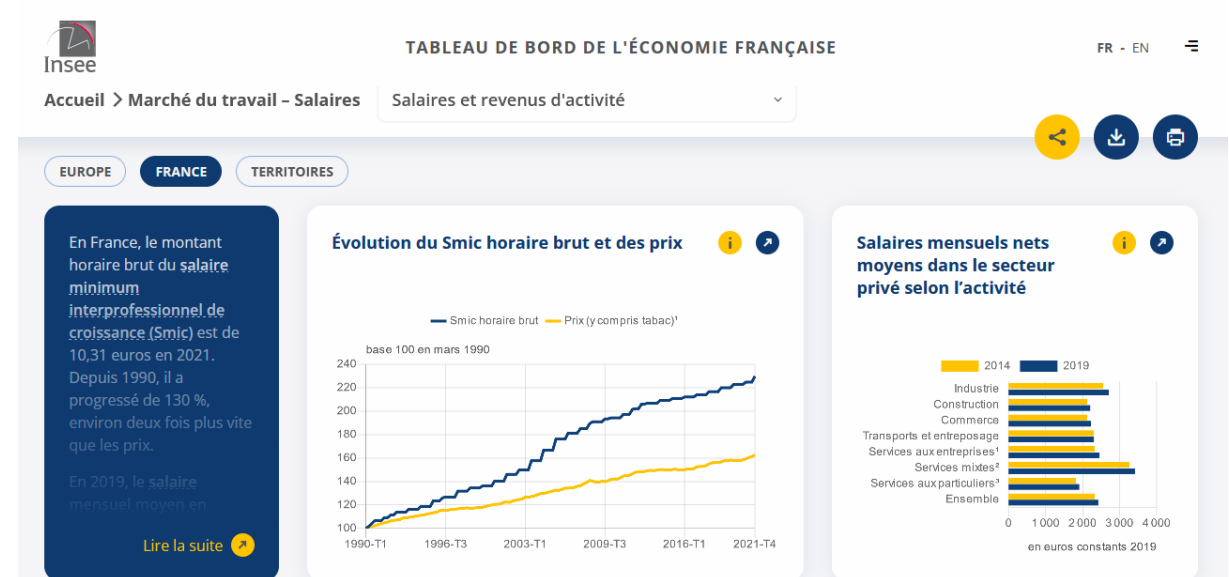 Insee
TABLEAU DE BORD DE L'ÉCONOMIE FRANÇAISE
FR - EN
Accueil > Marché du travail – Salaires
Salaires et revenus d'activité
EUROPE
FRANCE
TERRITOIRES
En France, le montant
horaire brut du salaire
minimum
interprofessionnel de
croissance (Smic) est de
10,31 euros en 2021.
Depuis 1990, il a
progressé de 130 %,
environ deux fois plus vite
que les prix.
En 2019, le salaire
mensuel moyen en
Lire la suite
Évolution du Smic horaire brut et des prix
i
Smic horaire brut
Prix (y compris tabac)¹
base 100 en mars 1990
240
220
200
180
160
140
120
100
1990-T1 1996-T3 2003-T1 2009-T3 2016-T1 2021-T4
Salaires mensuels nets
moyens dans le secteur
privé selon l’activité
i
2014 2019
Industrie
Construction
Commerce
Transports et entreposage
Services aux entreprises¹
Services mixtes²
Services aux particuliers³
Ensemble
0 1 000 2 000 3 000 4 000
en euros constants 2019